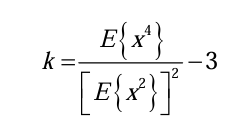 k = E{x⁴} / [E{x²}]² − 3